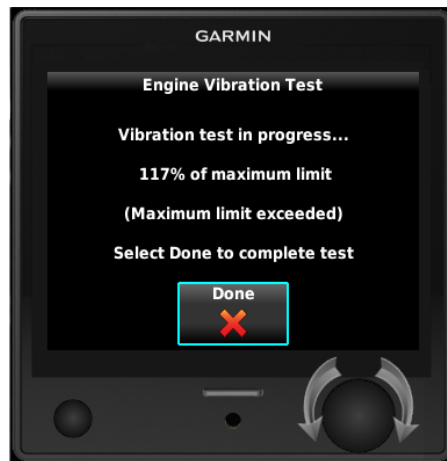 GARMIN
Engine Vibration Test
Vibration test in progress...
117% of maximum limit
(Maximum limit exceeded)
Select Done to complete test
Done